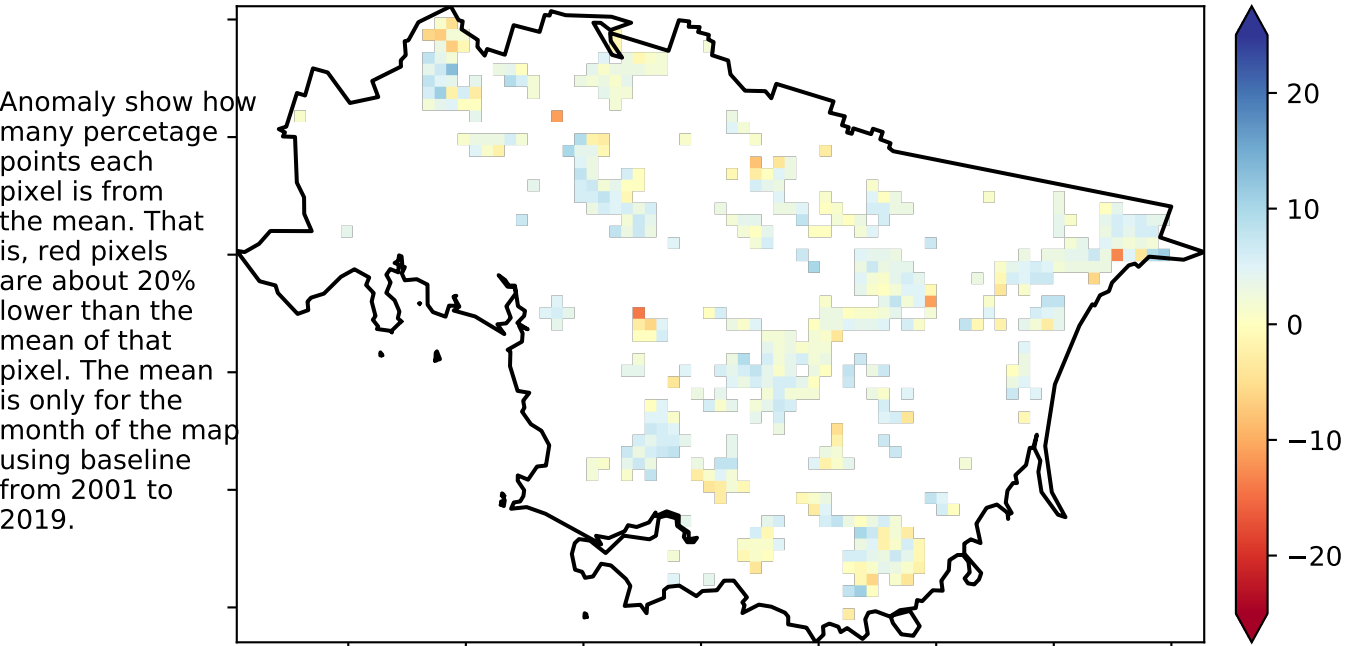 Anomaly show how
many percetage
points each
pixel is from
the mean. That
is, red pixels
are about 20%
lower than the
mean of that
pixel. The mean
is only for the
month of the map
using baseline
from 2001 to
2019.
20
10
0
−10
−20